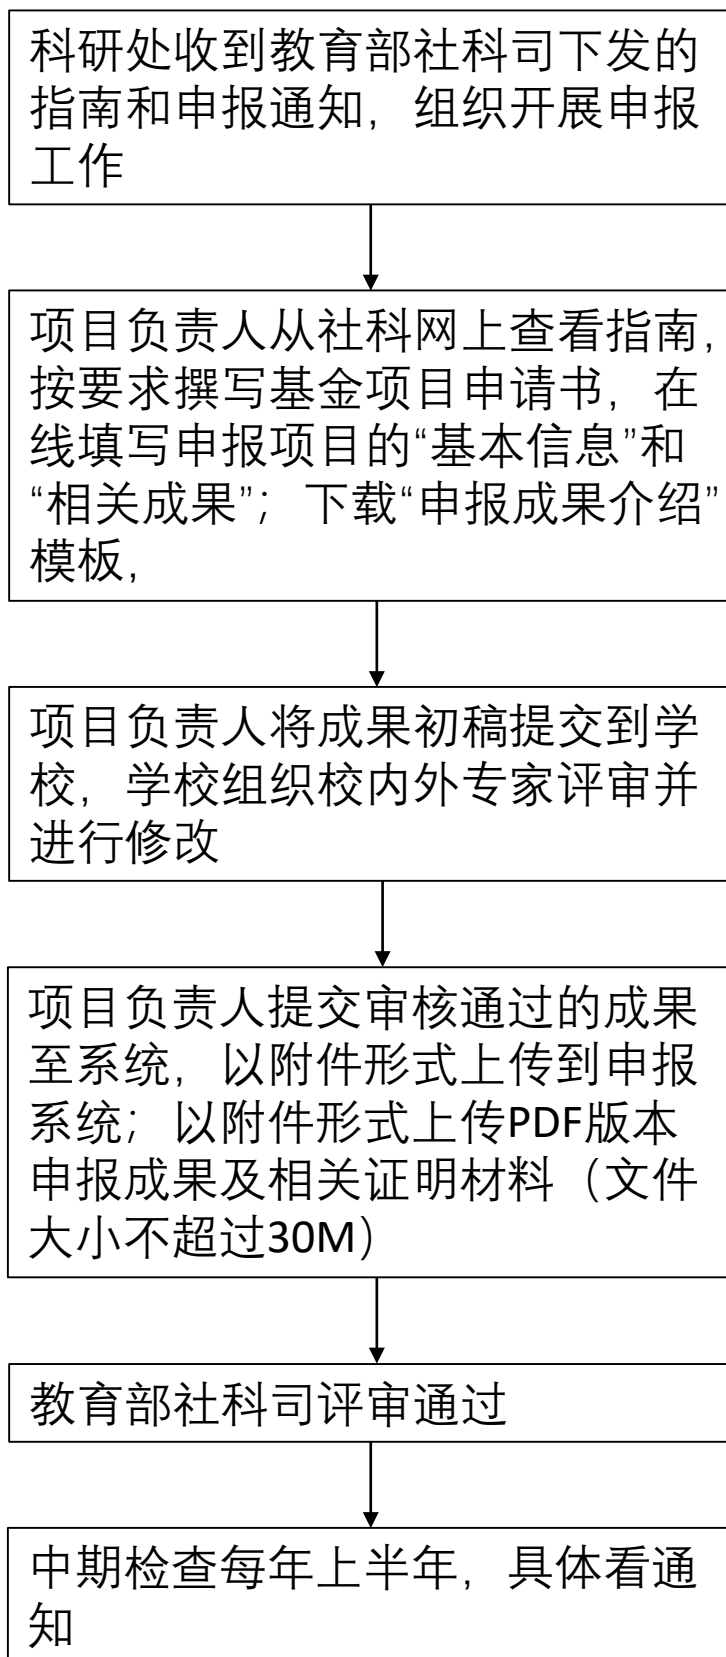 科研处收到教育部社科司下发的
指南和申报通知，组织开展申报
工作
项目负责人从社科网上查看指南，
按要求撰写基金项目申请书，在
线填写申报项目的“基本信息”和
“相关成果”；下载“申报成果介绍”
模板，
项目负责人将成果初稿提交到学
校，学校组织校内外专家评审并
进行修改
项目负责人提交审核通过的成果
至系统，以附件形式上传到申报
系统；以附件形式上传PDF版本
申报成果及相关证明材料（文件
大小不超过30M）
教育部社科司评审通过
中期检查每年上半年，具体看通
知